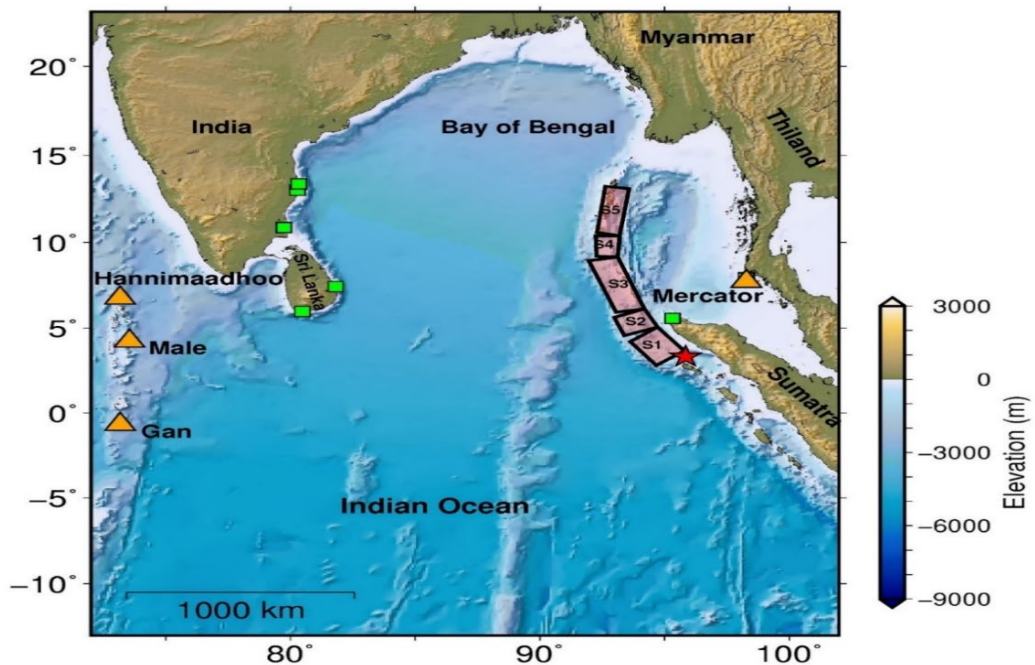 Myanmar
20°
India
Bay of Bengal
Thiland
15°
S5
10°
S4
Hannimaadhoo
Sri Lanka
S3
Mercator
3000
5°
S2
Male
S1
Sumatra
0
0°
Gan
−3000
Elevation (m)
−5°
Indian Ocean
−6000
−10°
1000 km
−9000
80°
90°
100°